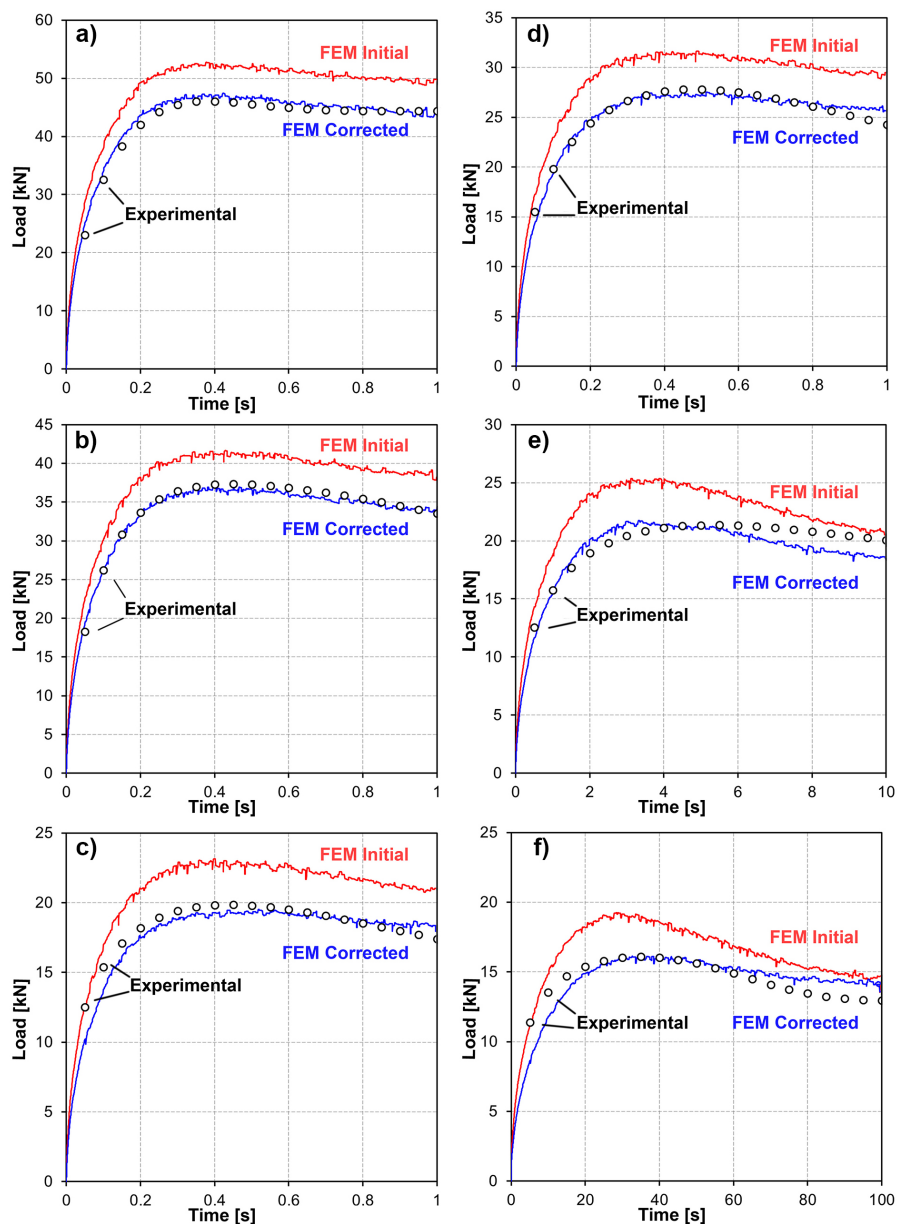 a)
FEM Initial
FEM Corrected
Experimental
Load [kN]
60
50
40
30
20
10
0
0 0.2 0.4 0.6 0.8 1
Time [s]
d)
FEM Initial
FEM Corrected
Experimental
Load [kN]
35
30
25
20
15
10
5
0
0 0.2 0.4 0.6 0.8 1
Time [s]
b)
FEM Initial
FEM Corrected
Experimental
Load [kN]
45
40
35
30
25
20
15
10
5
0
0 0.2 0.4 0.6 0.8 1
Time [s]
e)
FEM Initial
FEM Corrected
Experimental
Load [kN]
30
25
20
15
10
5
0
0 2 4 6 8 10
Time [s]
c)
FEM Initial
FEM Corrected
Experimental
Load [kN]
25
20
15
10
5
0
0 0.2 0.4 0.6 0.8 1
Time [s]
f)
FEM Initial
Experimental
FEM Corrected
Load [kN]
25
20
15
10
5
0
0 20 40 60 80 100
Time [s]